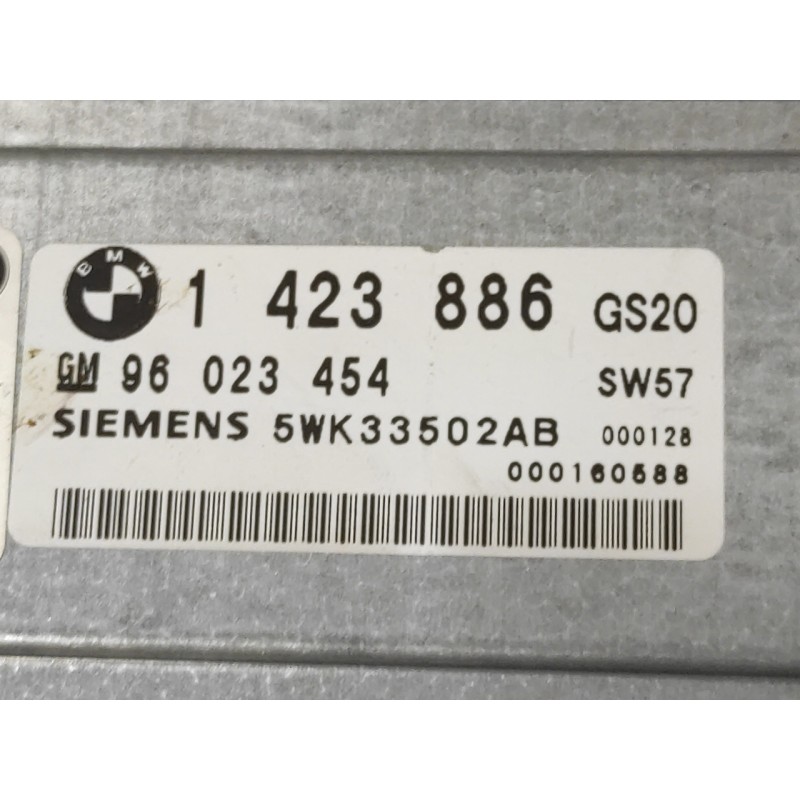 BMW 1 423 886 GS20
GM 96 023 454 SW57
SIEMENS 5WK33502AB 000128
000160588